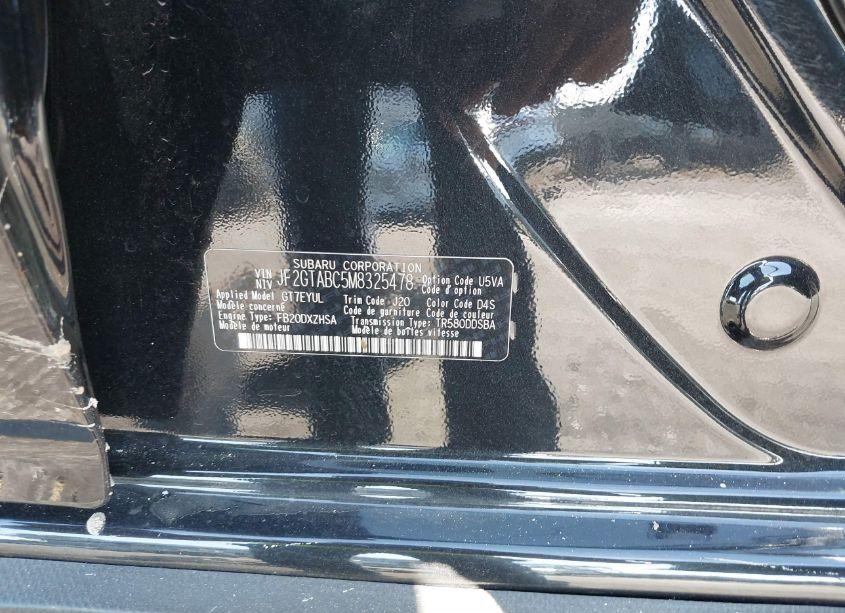 SUBARU CORPORATION
VIN NIV JF2GTABC5M8325478 Option Code U5VA
Code d'option
Applied Model GT7EYUL Trim Code J20 Color Code D4S
Modèle concerné Code de garniture Code de couleur
Engine Type: FB20DXZHSA Transmission Type: TR580DDSBA
Modèle de moteur Modèle de boîtes vitesse